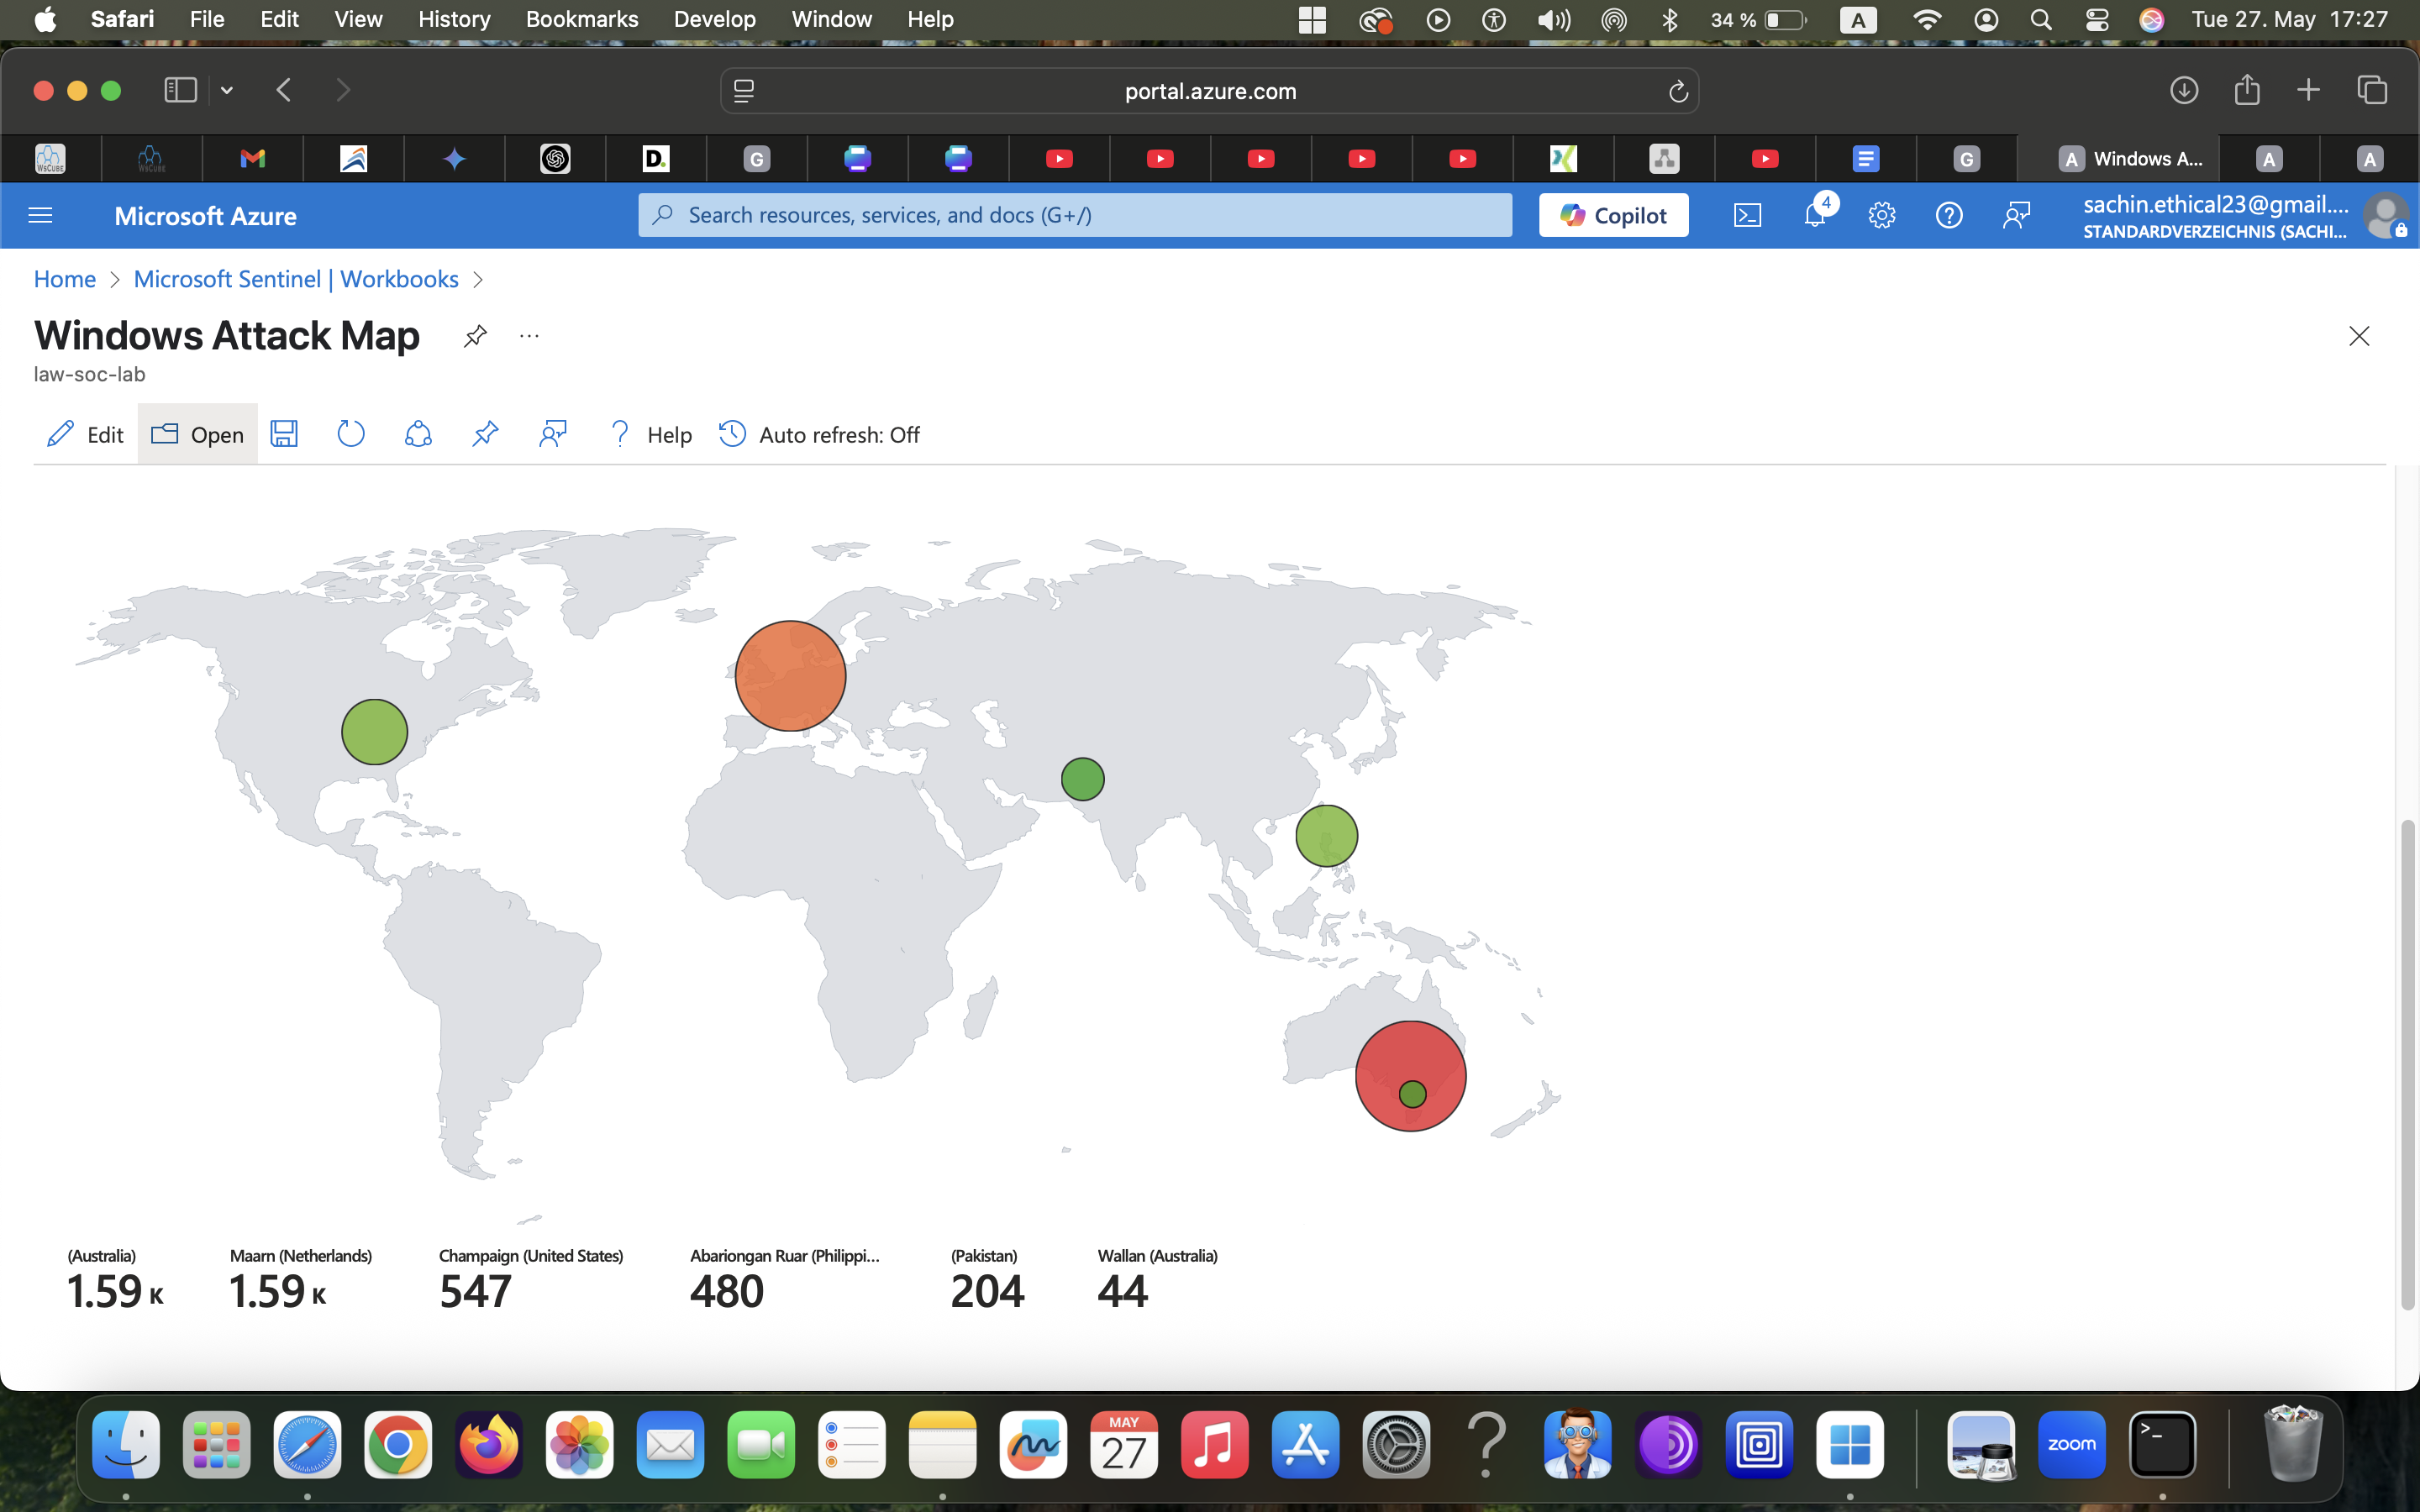 Safari File Edit View History Bookmarks Develop Window Help 34 % A Tue 27. May 17:27
portal.azure.com
WsCUBE WsCUBE D. G G A Windows A... A A
Microsoft Azure Search resources, services, and docs (G+/) Copilot 4 sachin.ethical23@gmail....
STANDARDVERZEICHNIS (SACHI...
Home > Microsoft Sentinel | Workbooks >
Windows Attack Map ...
law-soc-lab
Edit Open ? Help Auto refresh: Off
(Australia) Maarn (Netherlands) Champaign (United States) Abariongan Ruar (Philippi... (Pakistan) Wallan (Australia)
1.59 K 1.59 K 547 480 204 44
MAY
27 ? zoom >_